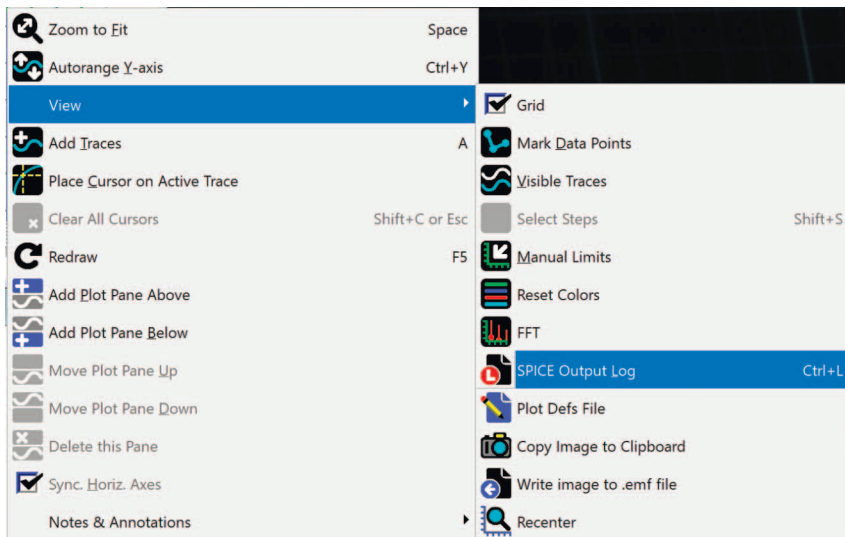 Zoom to Fit Space
Autorange Y-axis Ctrl+Y
View
Add Traces A
Place Cursor on Active Trace
Clear All Cursors Shift+C or Esc
Redraw F5
Add Plot Pane Above
Add Plot Pane Below
Move Plot Pane Up
Move Plot Pane Down
Delete this Pane
Sync. Horiz. Axes
Notes & Annotations
Grid
Mark Data Points
Visible Traces
Select Steps Shift+S
Manual Limits
Reset Colors
FFT
SPICE Output Log Ctrl+L
Plot Defs File
Copy Image to Clipboard
Write image to .emf file
Recenter